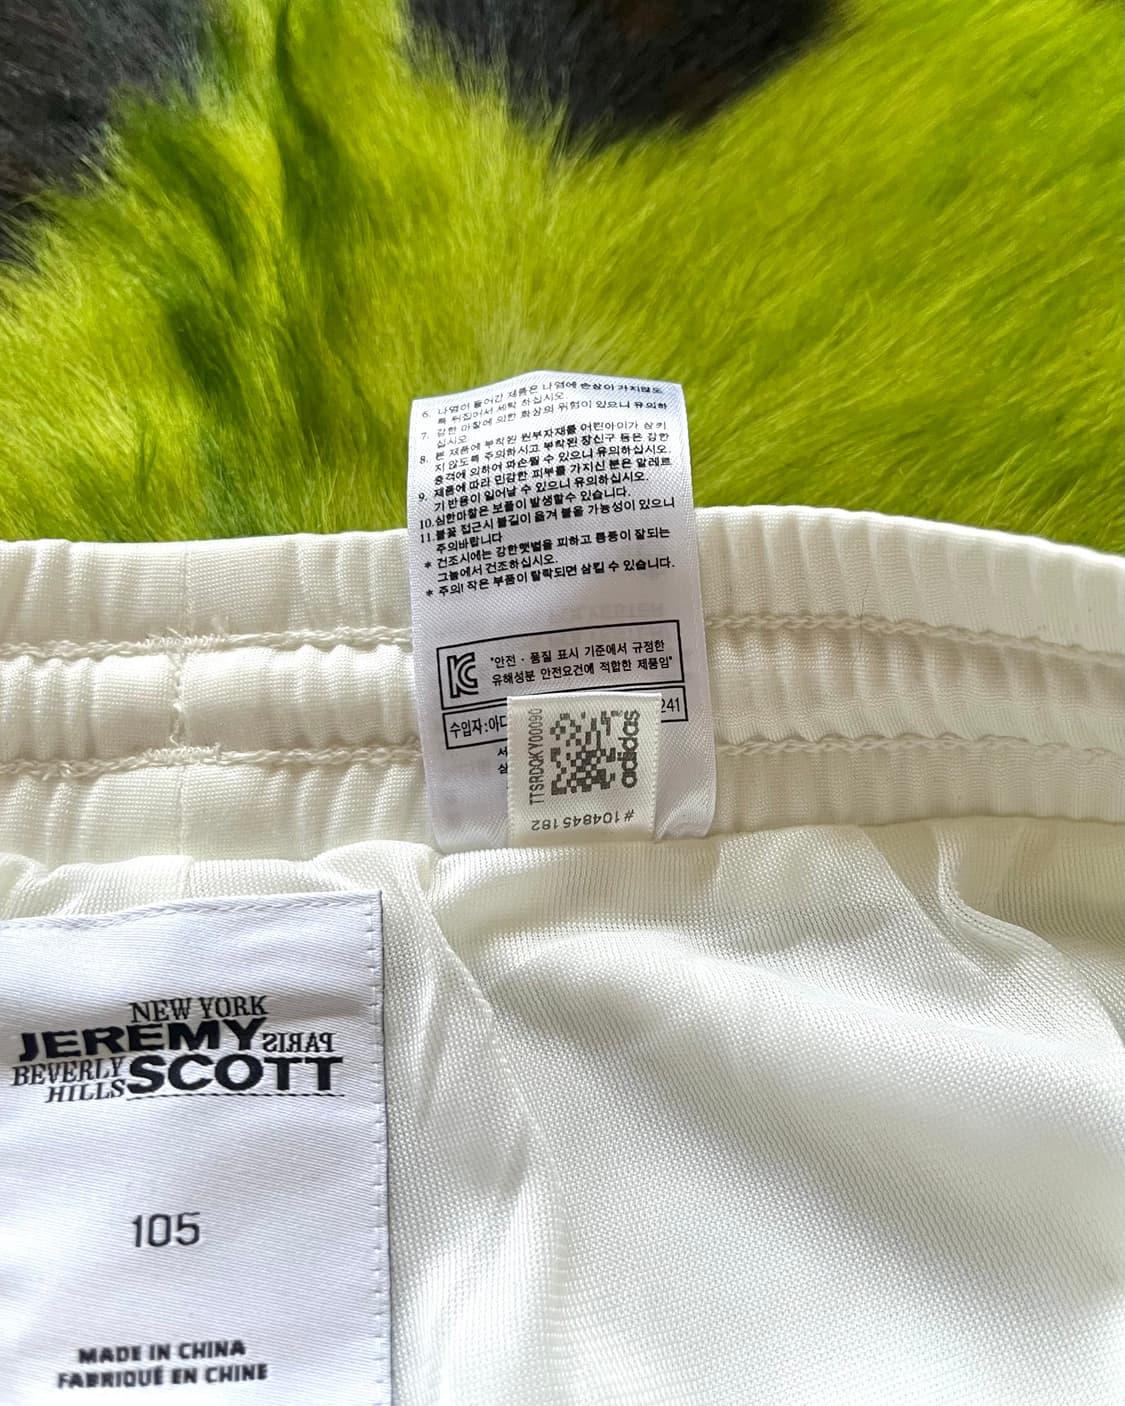 6. 나염이 들어간 제품은 나염에 손상이 가지않도
록 뒤집어서 세탁 하십시오
7. 강한 마찰에 의한 화상의 위험이 있으니 유의하
십시오
8. 본 제품에 부착된 원부자재를 어린아이가 삼키
지 않도록 주의하시고 부착된 장신구 등은 강한
충격에 의하여 파손될 수 있으니 유의하십시오.
9. 제품에 따라 민감한 피부를 가지신 분은 알레르
기 반응이 일어날 수 있으니 유의하십시오.
10. 심한마찰은 보풀이 발생할수 있습니다.
11. 불꽃 접근시 불길이 옮겨 붙을 가능성이 있으니
주의바랍니다
* 건조시에는 강한햇볕을 피하고 통풍이 잘되는
그늘에서 건조하십시오.
* 주의! 작은 부품이 탈락되면 삼킬 수 있습니다.
KC
"안전·품질 표시 기준에서 규정한
유해성분 안전요건에 적합한 제품임"
수입자:아디
241
서
삼
TTSRDQKY00090
adidas
#104845182
NEW YORK
JEREMY PARIS
BEVERLY SCOTT
HILLS
105
MADE IN CHINA
FABRIQUÉ EN CHINE